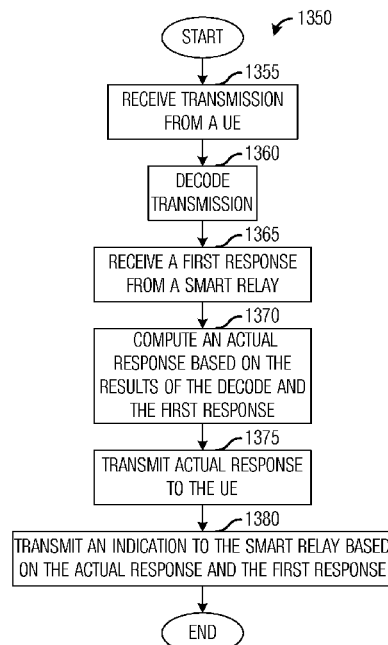 1350
START
1355
RECEIVE TRANSMISSION
FROM A UE
1360
DECODE
TRANSMISSION
1365
RECEIVE A FIRST RESPONSE
FROM A SMART RELAY
1370
COMPUTE AN ACTUAL
RESPONSE BASED ON THE
RESULTS OF THE DECODE AND
THE FIRST RESPONSE
1375
TRANSMIT ACTUAL RESPONSE
TO THE UE
1380
TRANSMIT AN INDICATION TO THE SMART RELAY BASED
ON THE ACTUAL RESPONSE AND THE FIRST RESPONSE
END